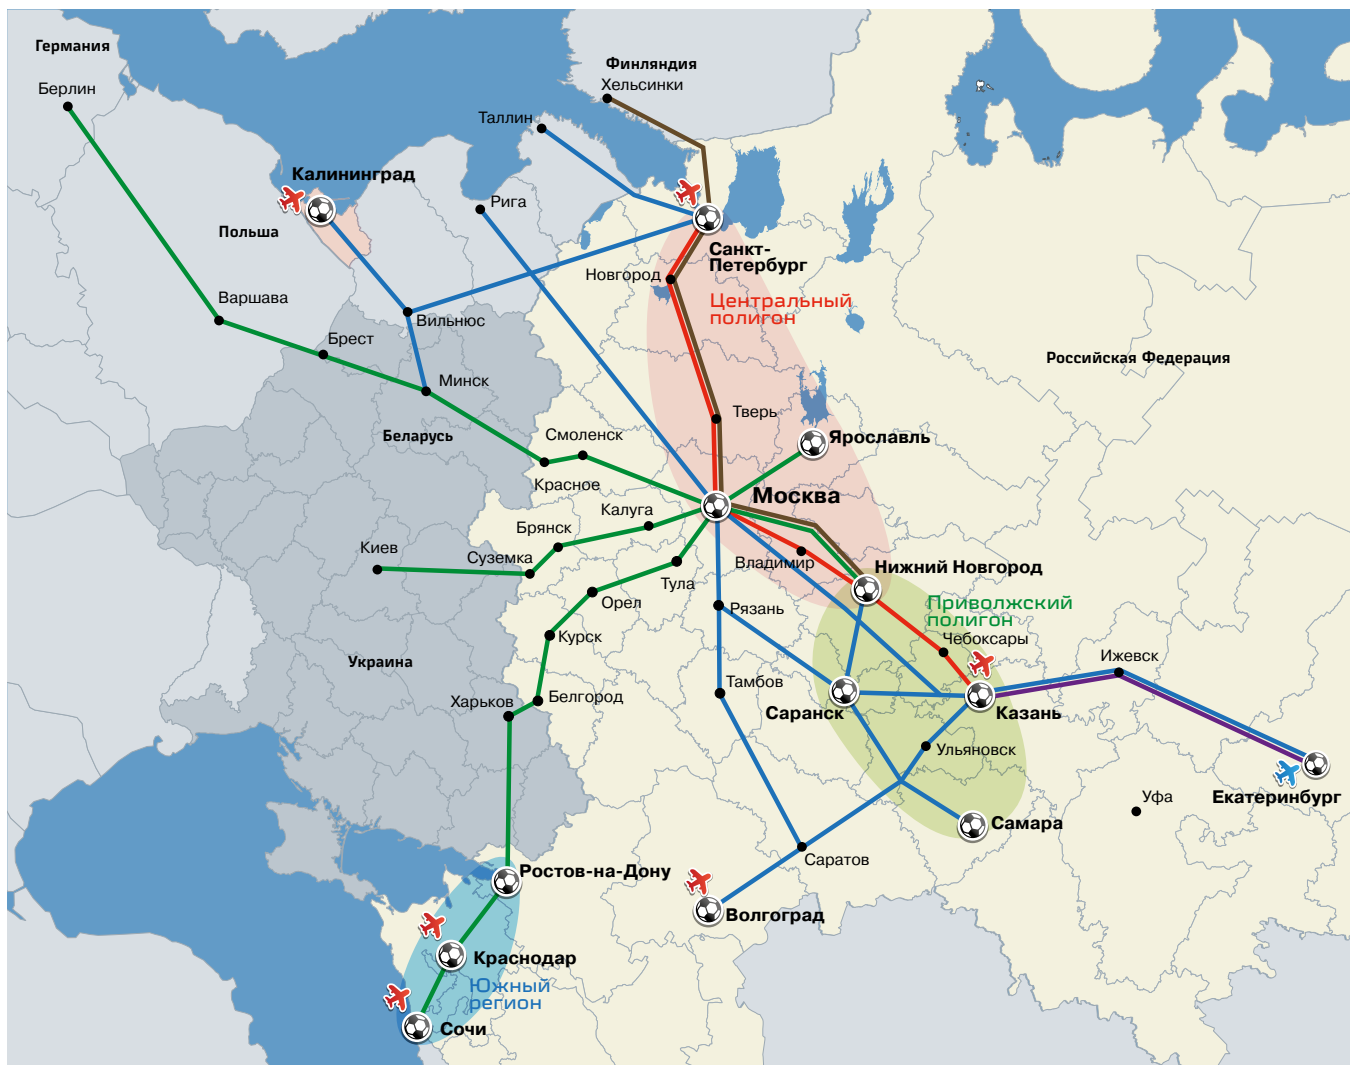 Германия
Берлин
Финляндия
Хельсинки
Таллин
Калининград
Рига
Польша
Санкт-
Петербург
Новгород
Центральный
полигон
Варшава
Вильнюс
Брест
Российская Федерация
Минск
Тверь
Беларусь
Смоленск
Ярославль
Красное
Москва
Калуга
Брянск
Киев
Суземка
Владимир
Нижний Новгород
Тула
Орел
Рязань
Приволжский
полигон
Курск
Чебоксары
Украина
Ижевск
Тамбов
Белгород
Харьков
Саранск
Казань
Ульяновск
Екатеринбург
Уфа
Самара
Саратов
Ростов-на-Дону
Волгоград
Краснодар
Южный
регион
Сочи